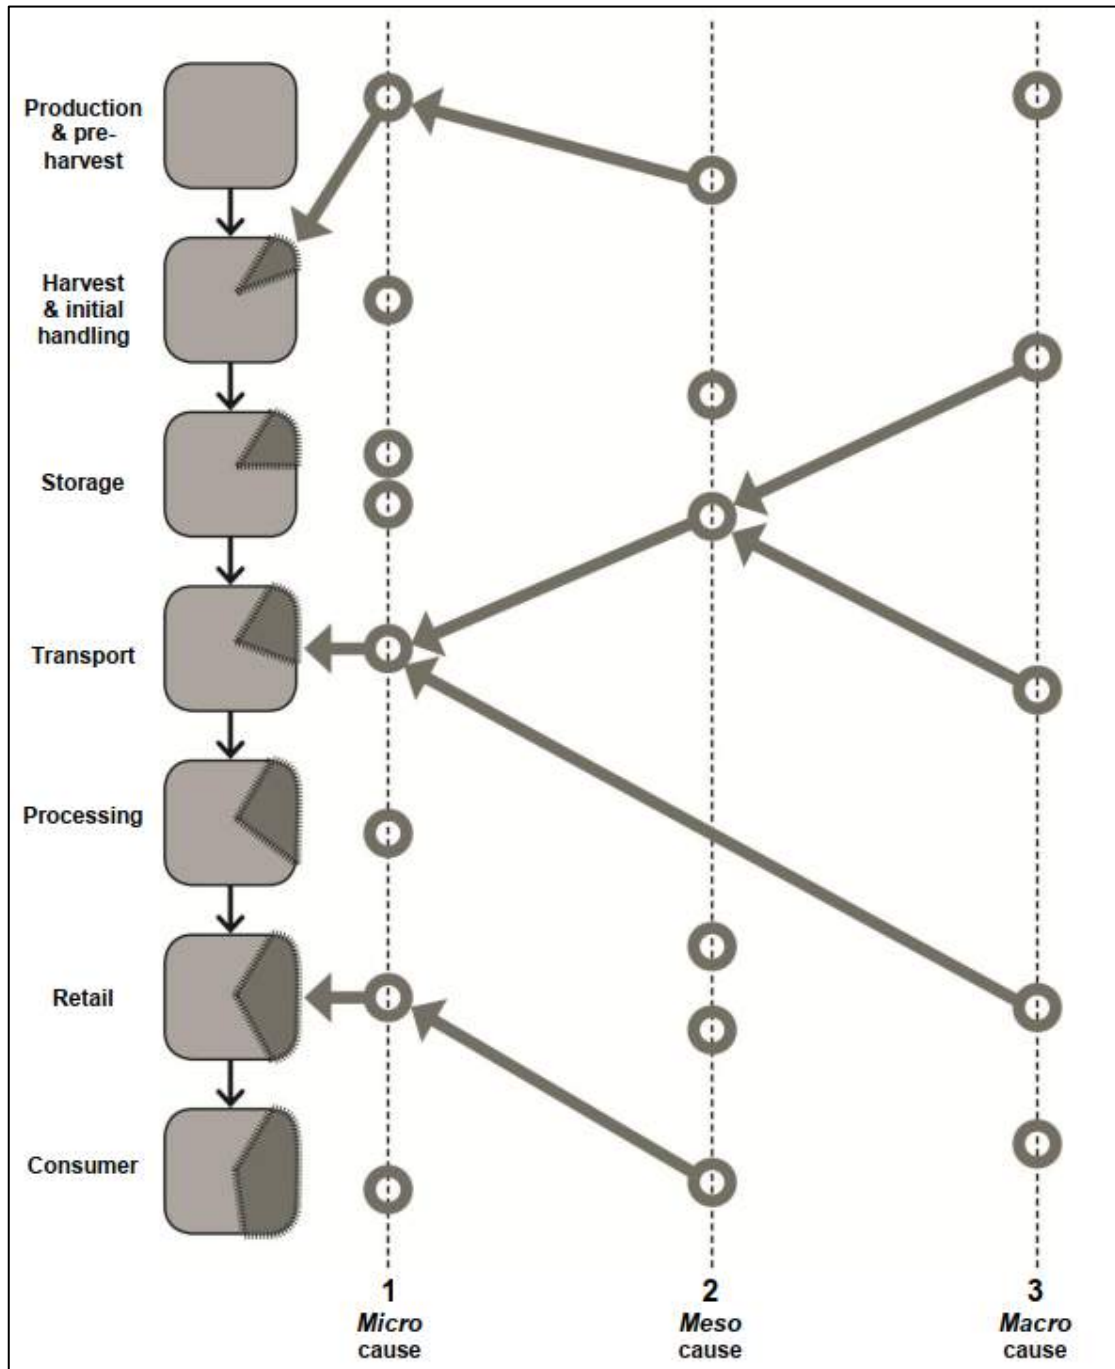 Production
& pre-
harvest
Harvest
& initial
handling
Storage
Transport
Processing
Retail
Consumer
1
Micro
cause
2
Meso
cause
3
Macro
cause